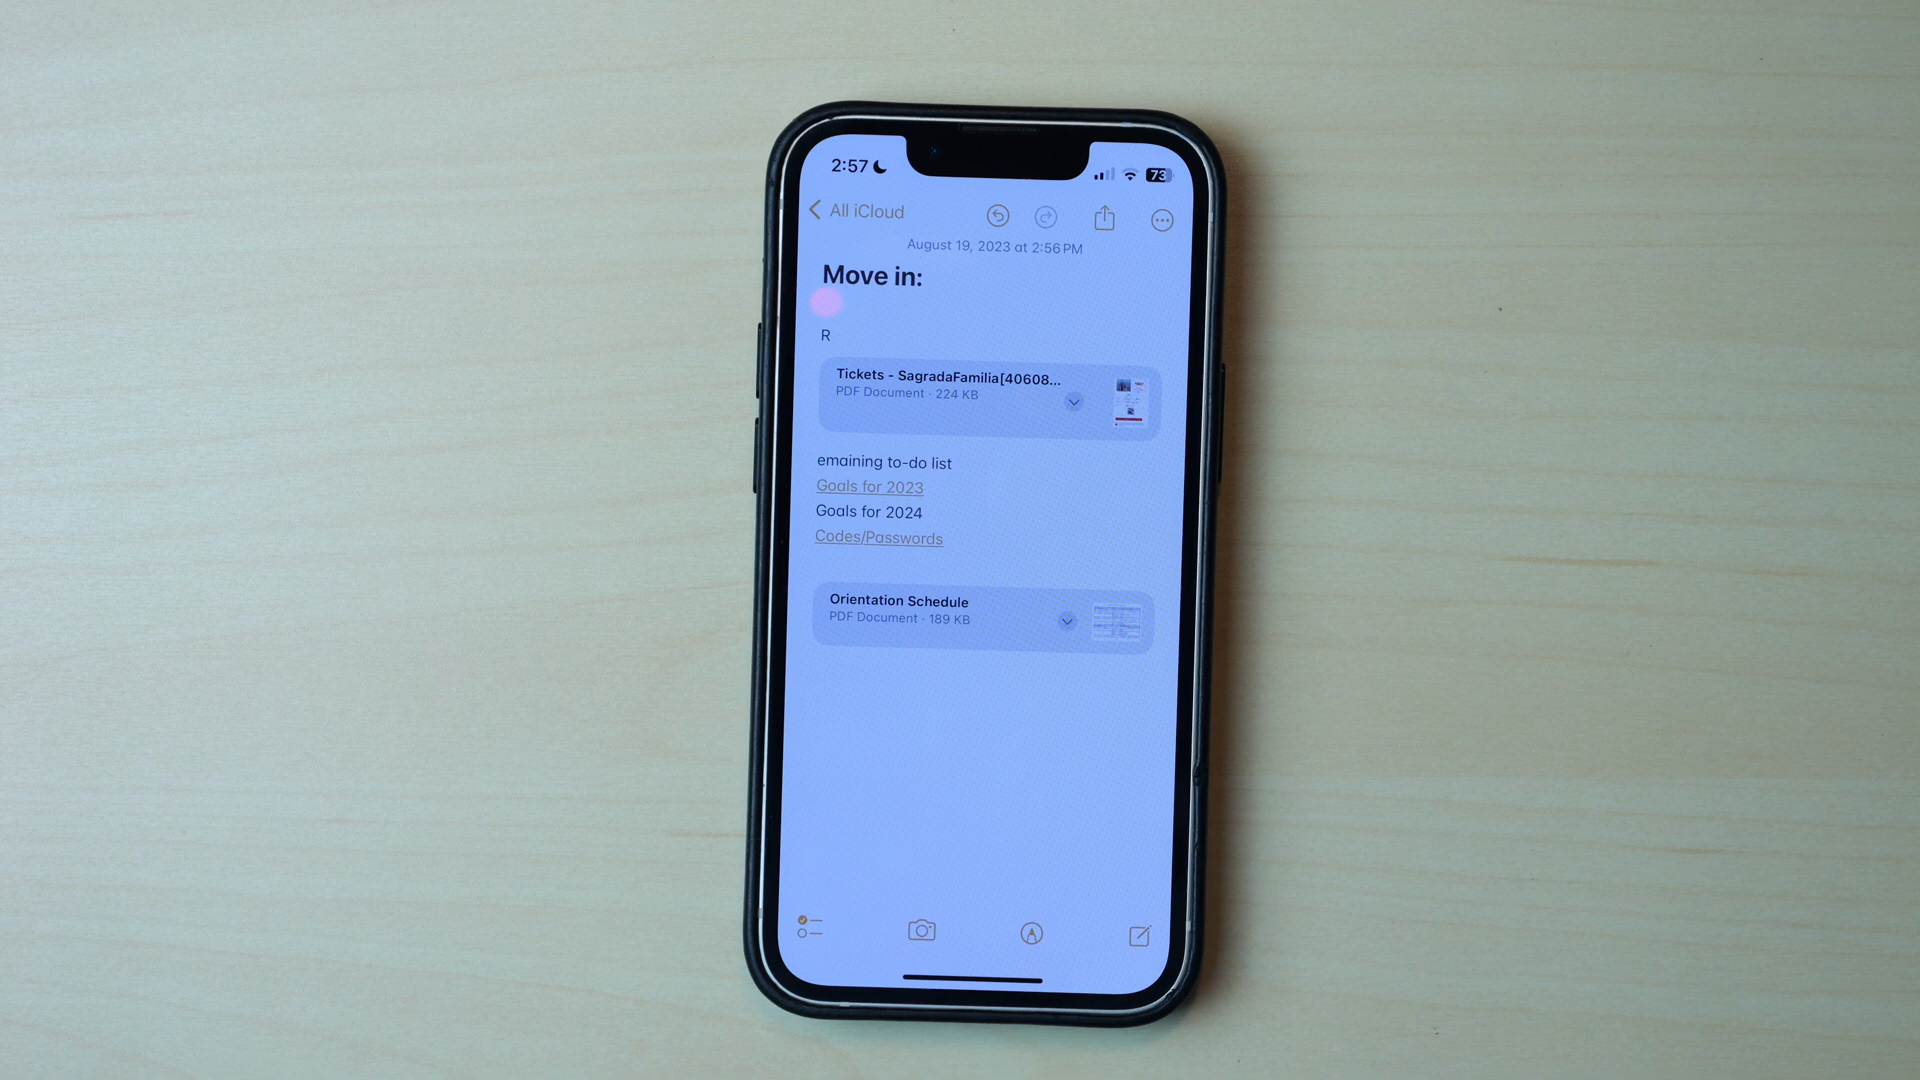 2:57
73
All iCloud
August 19, 2023 at 2:56 PM
Move in:
R
Tickets - SagradaFamilia[40608...
PDF Document · 224 KB
emaining to-do list
Goals for 2023
Goals for 2024
Codes/Passwords
Orientation Schedule
PDF Document · 189 KB